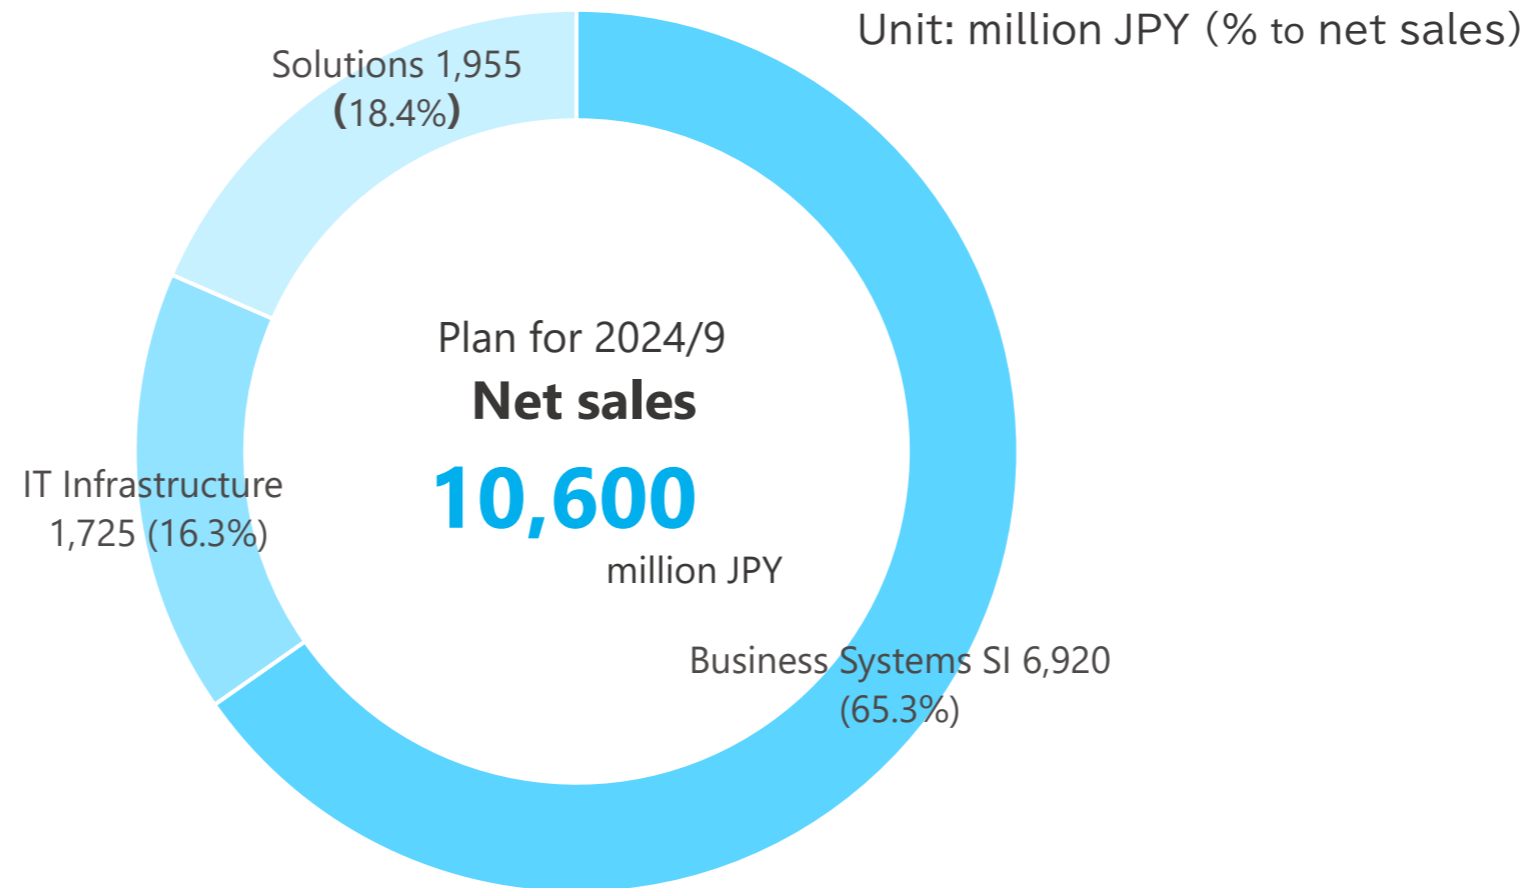 Unit: million JPY (% to net sales)
Solutions 1,955
(18.4%)
Plan for 2024/9
Net sales
10,600
million JPY
IT Infrastructure
1,725 (16.3%)
Business Systems SI 6,920
(65.3%)